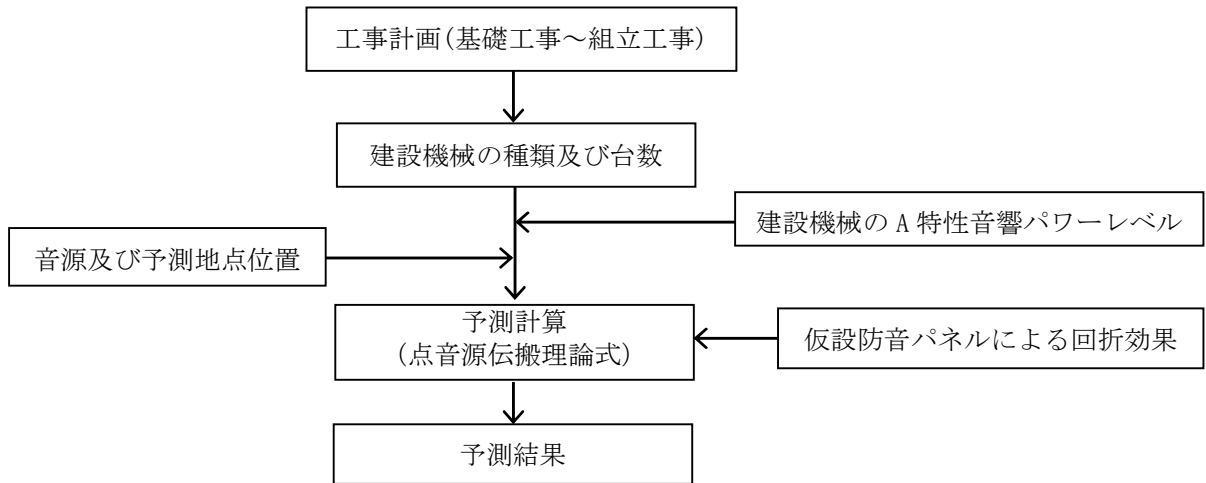 工事計画(基礎工事～組立工事)
建設機械の種類及び台数
建設機械の A 特性音響パワーレベル
音源及び予測地点位置
予測計算
(点音源伝搬理論式)
仮設防音パネルによる回折効果
予測結果